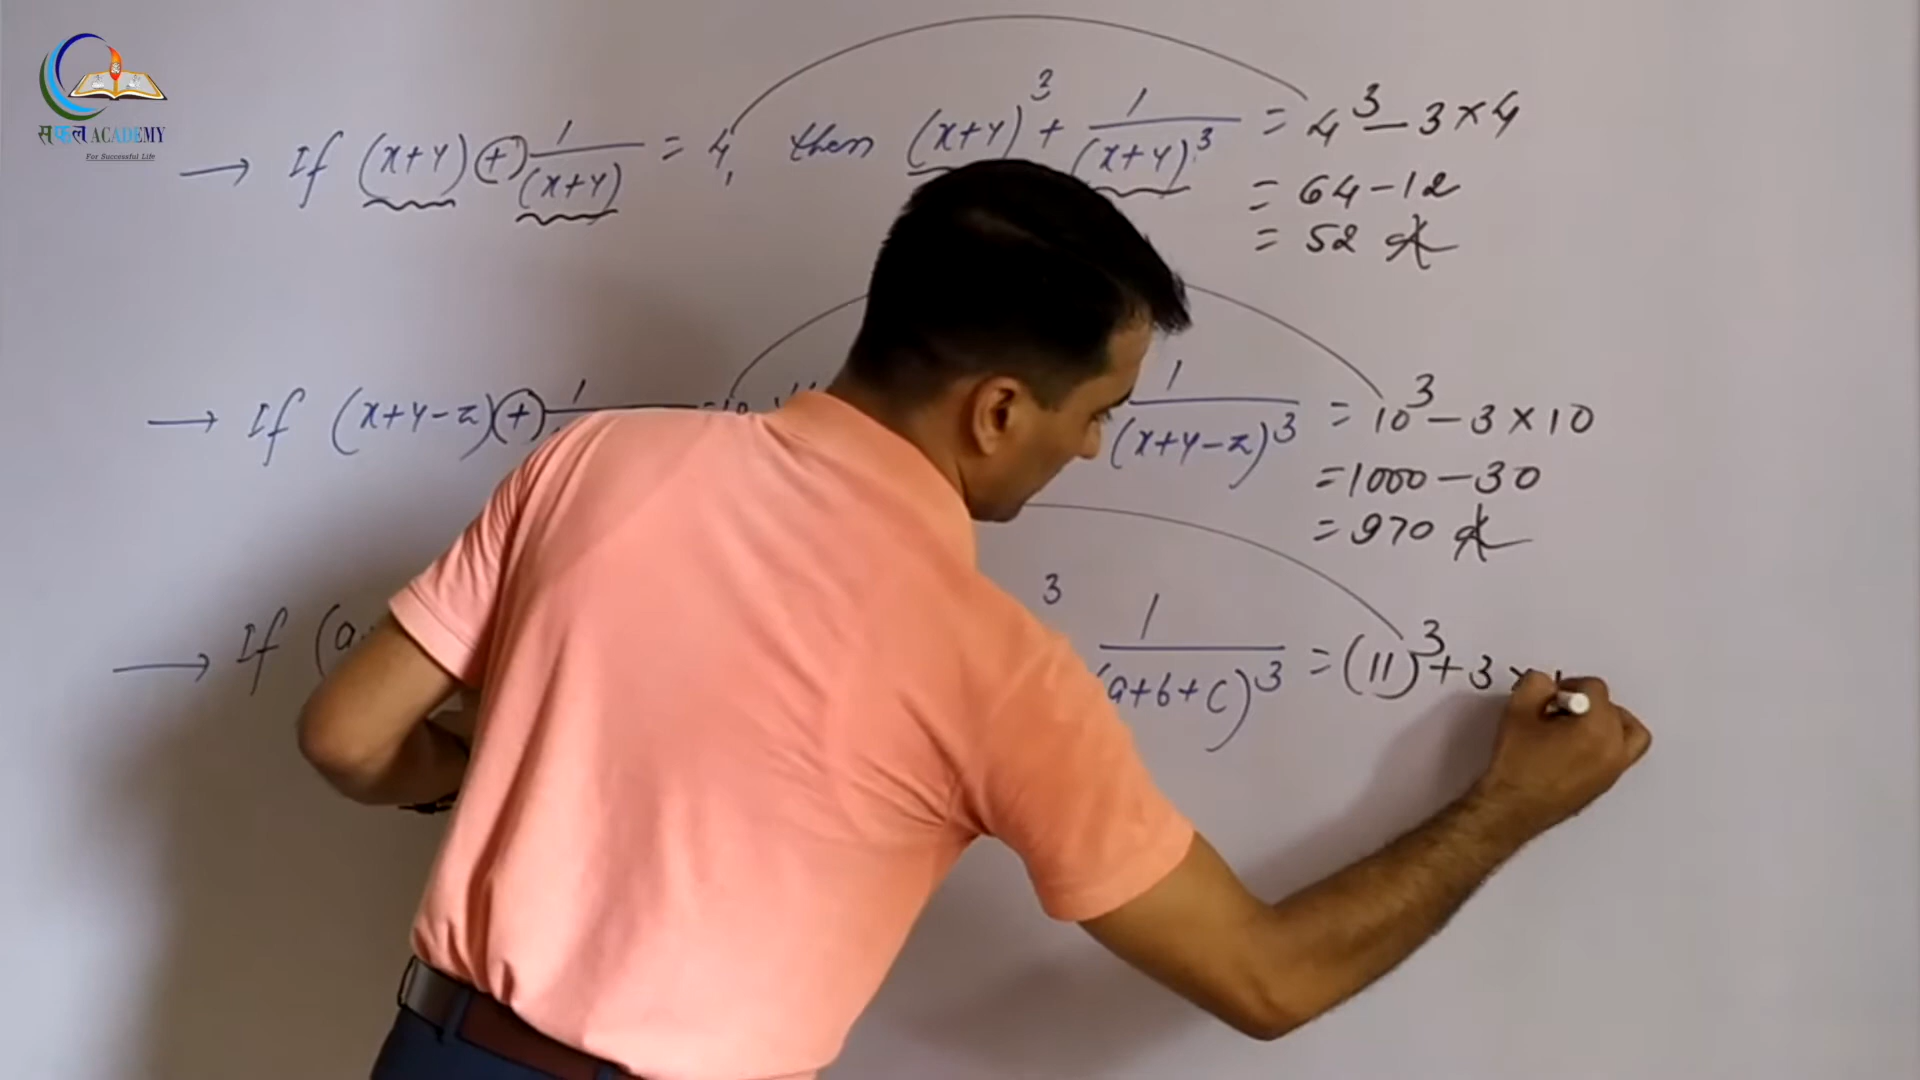 सफल ACADEMY
For Successful Life
→ If (x+y) + 1/(x+y) = 4, then (x+y)³ + 1/(x+y)³ = 4³ - 3×4
= 64-12
= 52
→ If (x+y-z) + 1 1/(x+y-z)³ = 10³ - 3×10
=1000-30
= 970
→ If (a 3 1/(a+b+c)³ = (11)³ + 3 ×